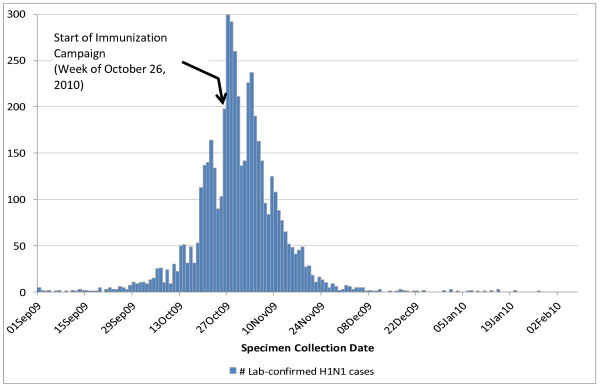 300
250
200
150
100
50
0
Start of Immunization
Campaign
(Week of October 26,
2010)
01Sep09
15Sep09
29Sep09
13Oct09
27Oct09
10Nov09
24Nov09
08Dec09
22Dec09
05Jan10
19Jan10
02Feb10
Specimen Collection Date
# Lab-confirmed H1N1 cases